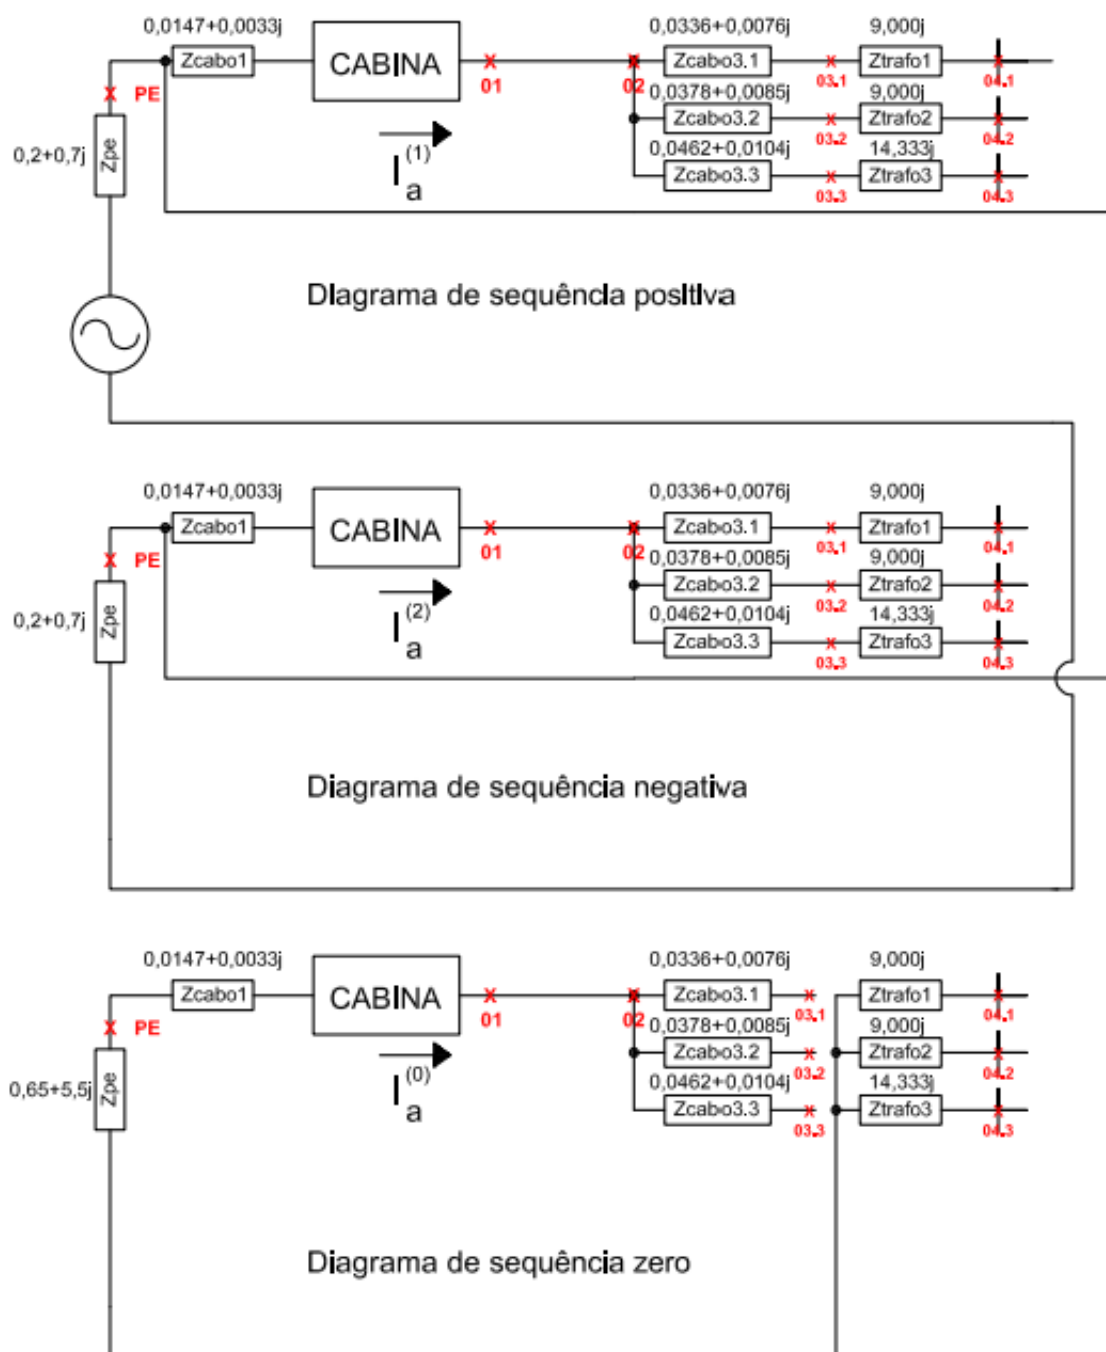 0,0147+0,0033j
0,0336+0,0076j
9,000j
Zcabo1
CABINA
Zcabo3.1
Ztrafo1
PE
01
02
03.1
04.1
0,0378+0,0085j
9,000j
Zcabo3.2
Ztrafo2
03.2
04.2
0,2+0,7j
Zpe
(1)
I
a
0,0462+0,0104j
14,333j
Zcabo3.3
Ztrafo3
03.3
04.3
Diagrama de sequência positiva
0,0147+0,0033j
0,0336+0,0076j
9,000j
Zcabo1
CABINA
Zcabo3.1
Ztrafo1
PE
01
02
03.1
04.1
0,0378+0,0085j
9,000j
Zcabo3.2
Ztrafo2
03.2
04.2
0,2+0,7j
Zpe
(2)
I
a
0,0462+0,0104j
14,333j
Zcabo3.3
Ztrafo3
03.3
04.3
Diagrama de sequência negativa
0,0147+0,0033j
0,0336+0,0076j
9,000j
Zcabo1
CABINA
Zcabo3.1
Ztrafo1
PE
01
02
03.1
04.1
0,0378+0,0085j
9,000j
Zcabo3.2
Ztrafo2
03.2
04.2
0,65+5,5j
Zpe
(0)
I
a
0,0462+0,0104j
14,333j
Zcabo3.3
Ztrafo3
03.3
04.3
Diagrama de sequência zero